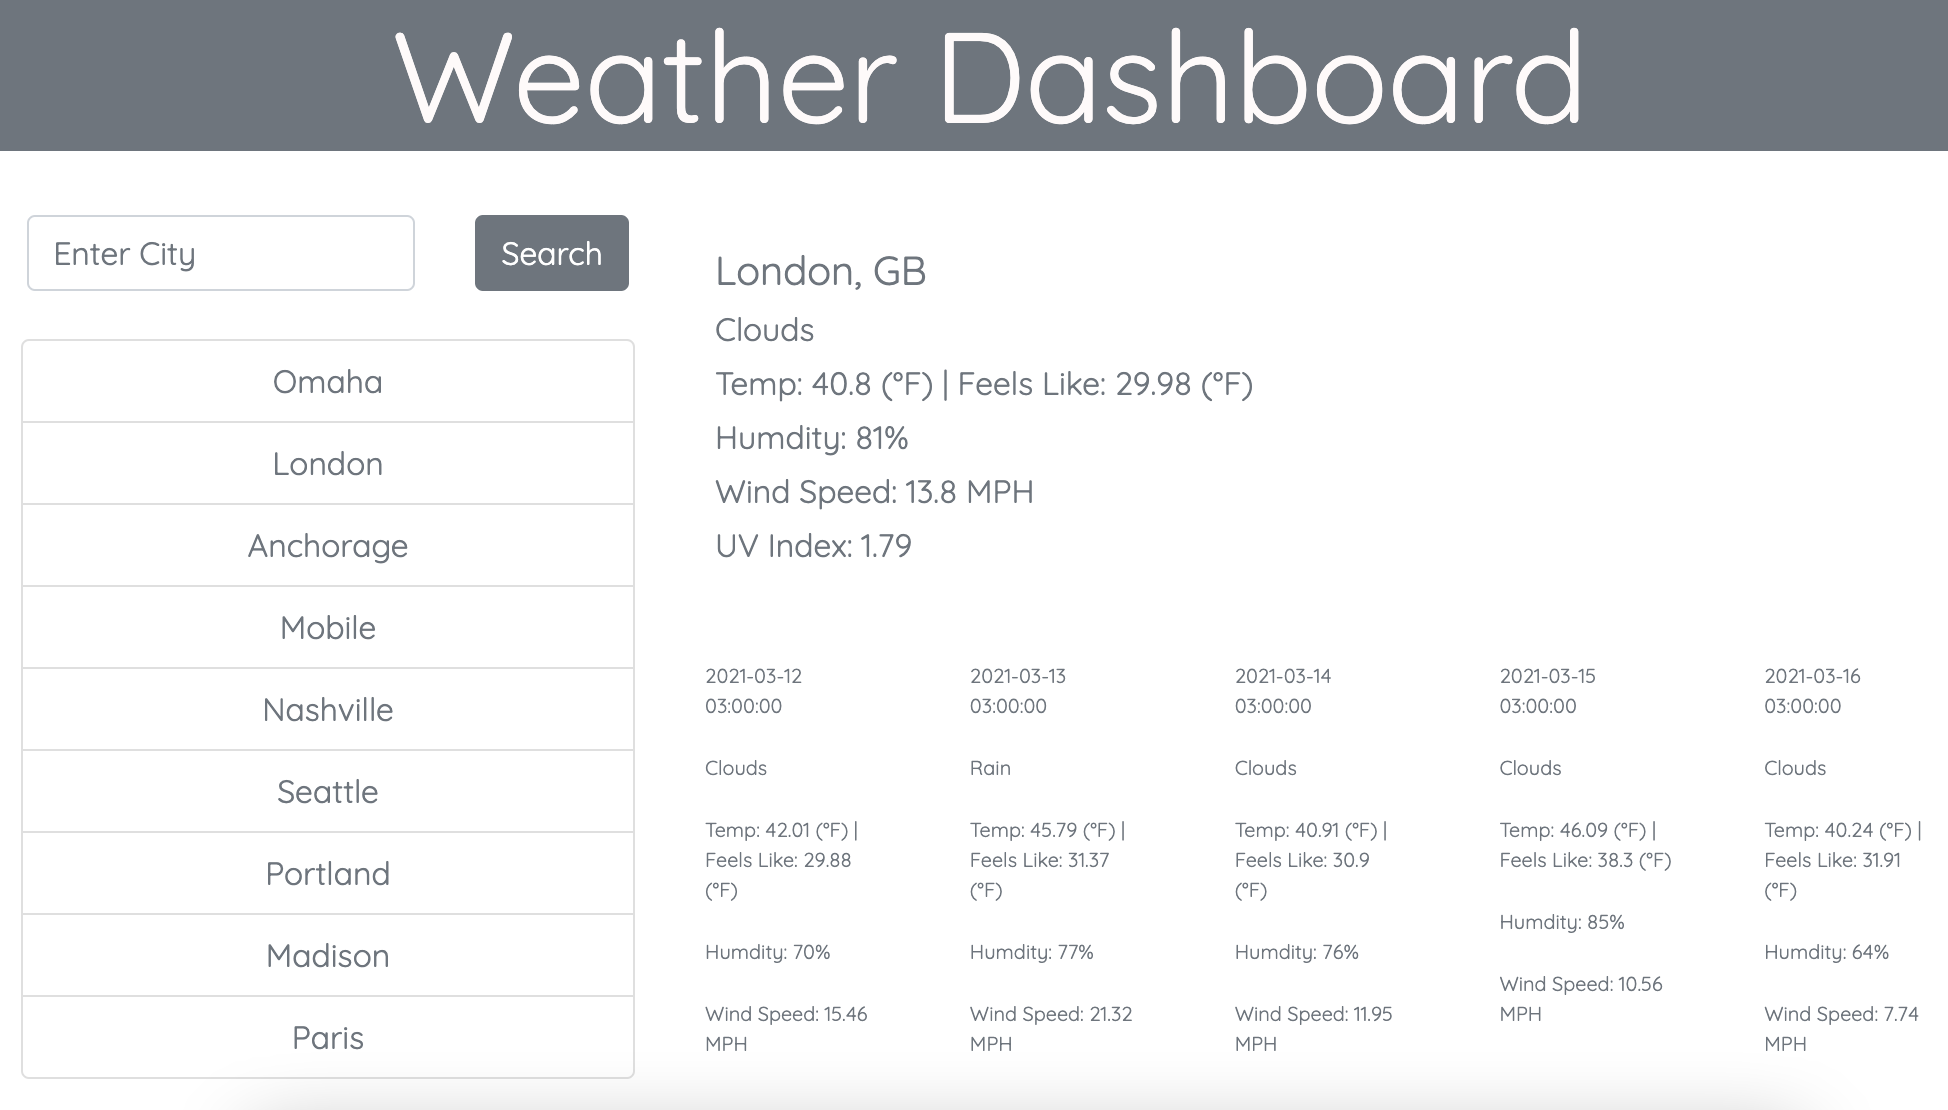 Weather Dashboard
Enter City
Search
Omaha
London
Anchorage
Mobile
Nashville
Seattle
Portland
Madison
Paris
London, GB
Clouds
Temp: 40.8 (°F) | Feels Like: 29.98 (°F)
Humdity: 81%
Wind Speed: 13.8 MPH
UV Index: 1.79
2021-03-12
03:00:00
Clouds
Temp: 42.01 (°F) |
Feels Like: 29.88
(°F)
Humdity: 70%
Wind Speed: 15.46
MPH
2021-03-13
03:00:00
Rain
Temp: 45.79 (°F) |
Feels Like: 31.37
(°F)
Humdity: 77%
Wind Speed: 21.32
MPH
2021-03-14
03:00:00
Clouds
Temp: 40.91 (°F) |
Feels Like: 30.9
(°F)
Humdity: 76%
Wind Speed: 11.95
MPH
2021-03-15
03:00:00
Clouds
Temp: 46.09 (°F) |
Feels Like: 38.3 (°F)
Humdity: 85%
Wind Speed: 10.56
MPH
2021-03-16
03:00:00
Clouds
Temp: 40.24 (°F) |
Feels Like: 31.91
(°F)
Humdity: 64%
Wind Speed: 7.74
MPH